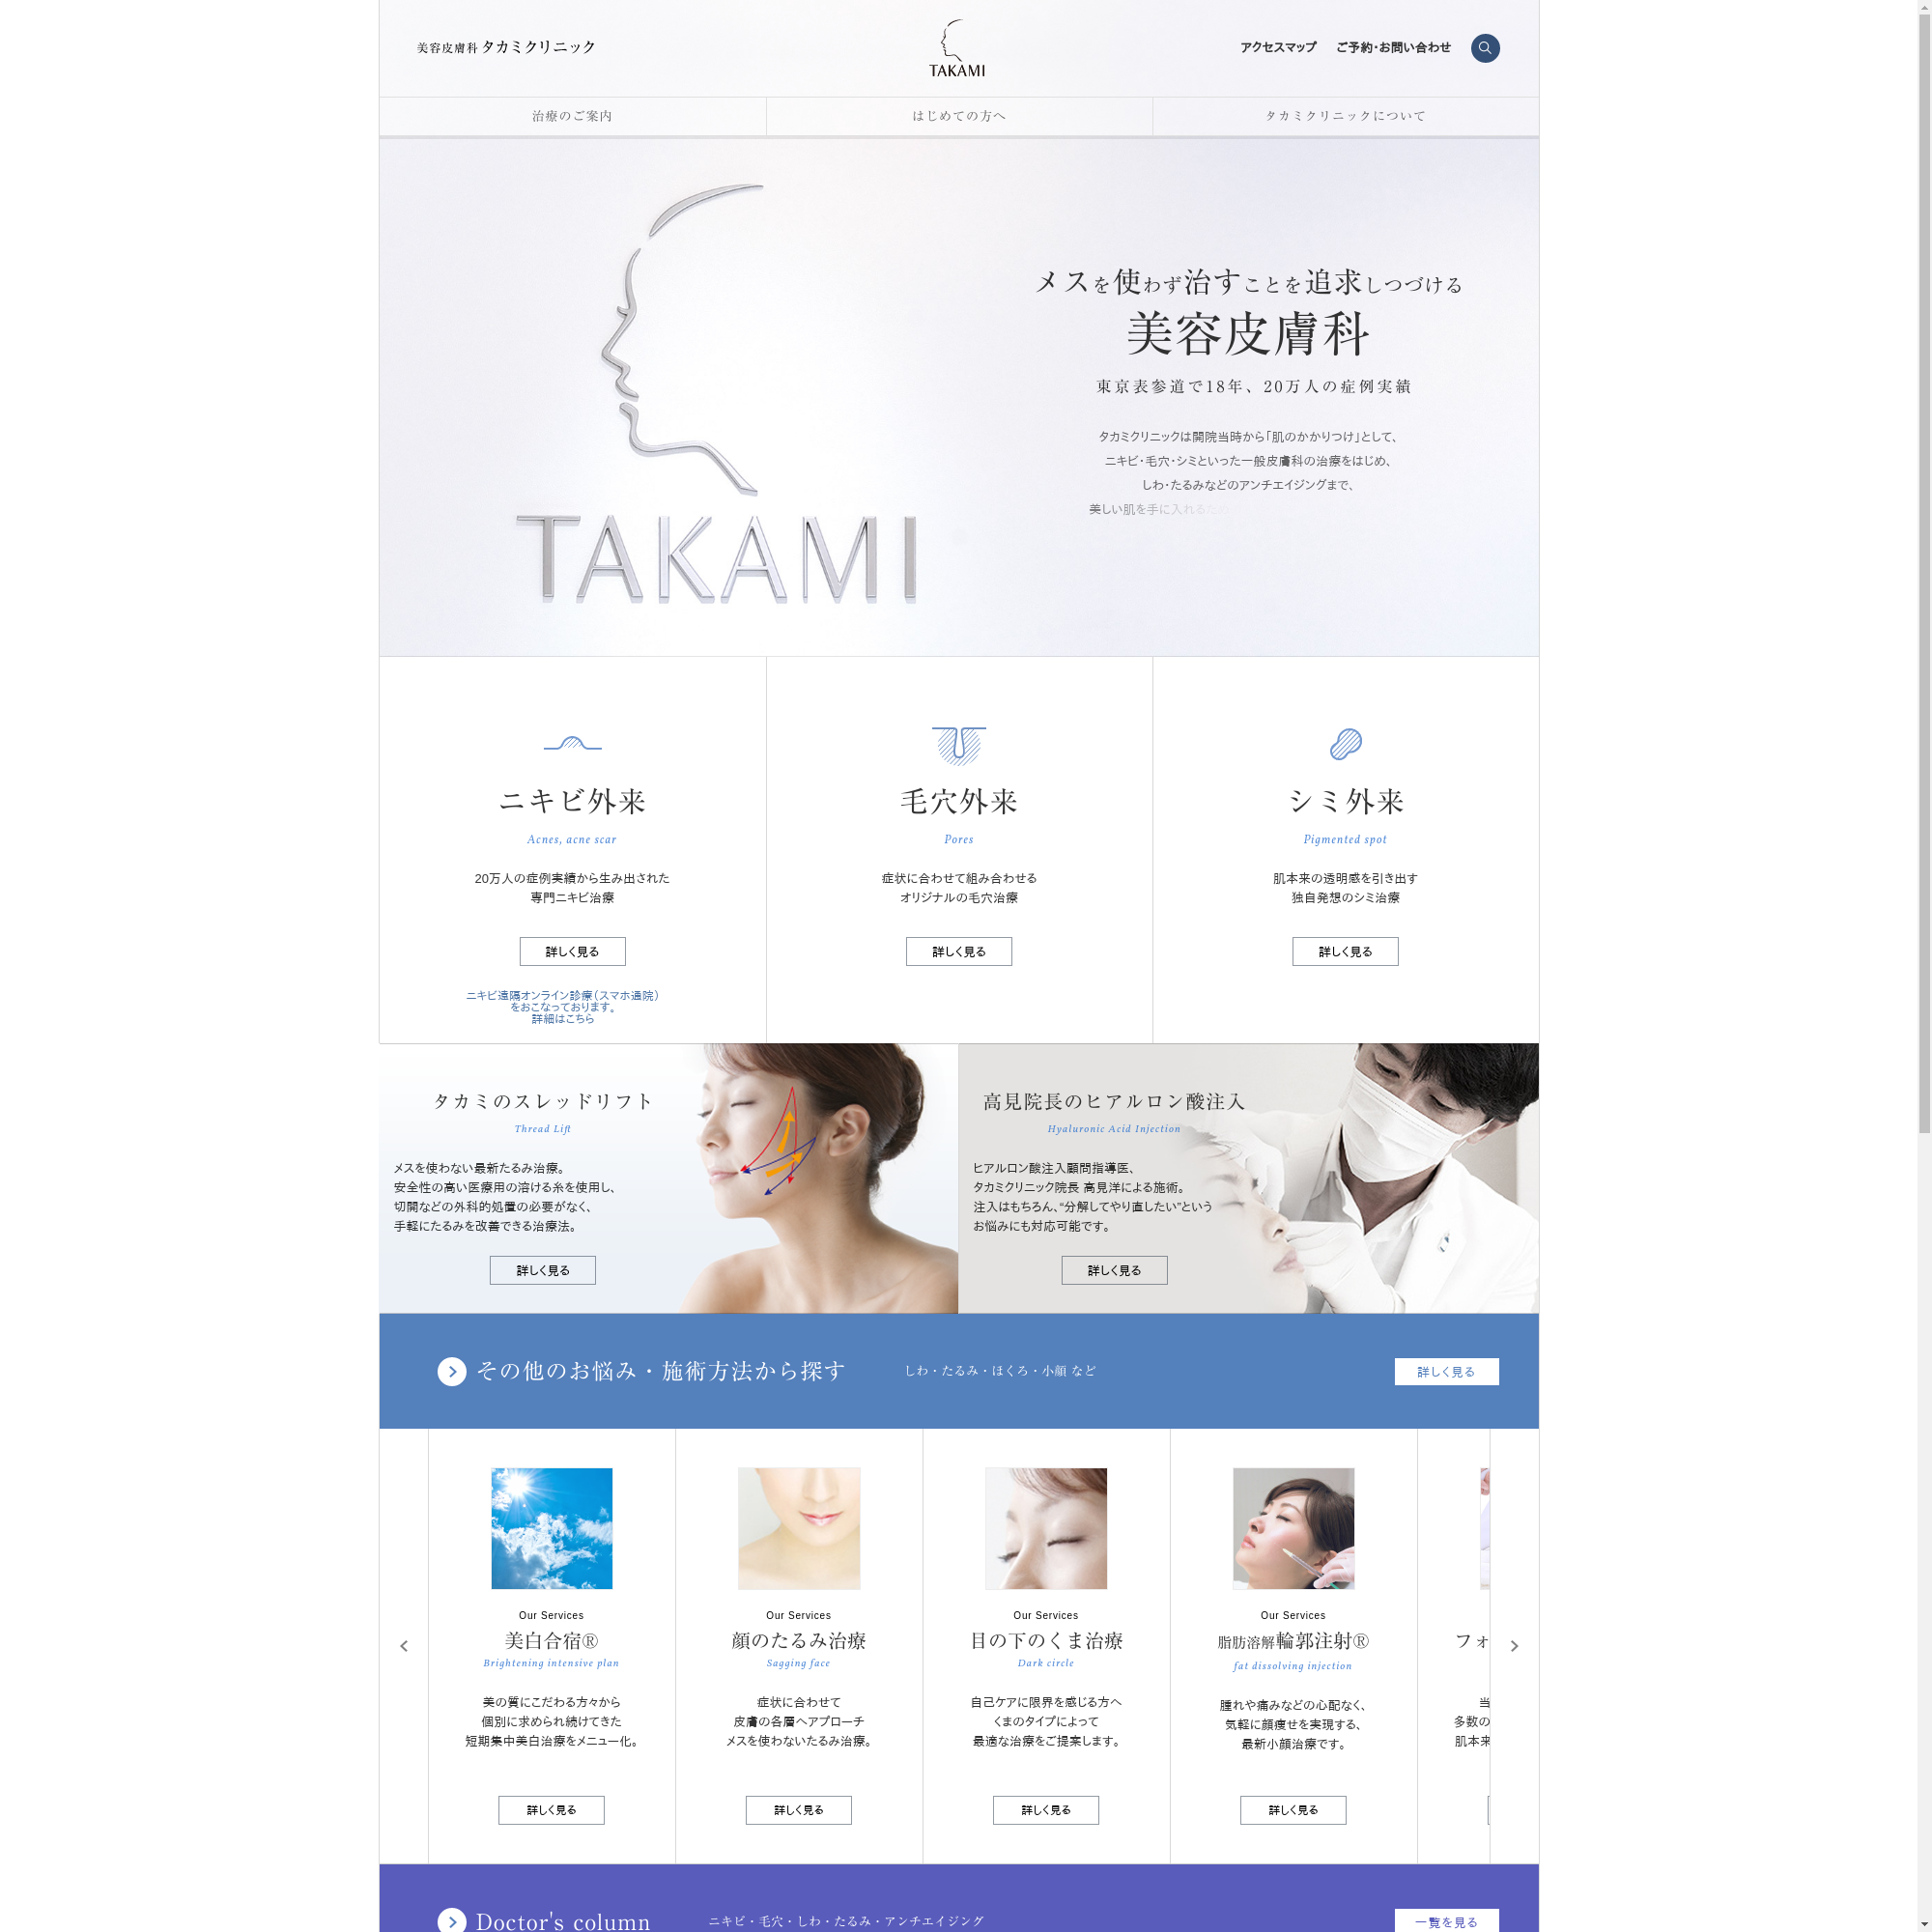 美容皮膚科 タカミクリニック
TAKAMI
アクセスマップ
ご予約・お問い合わせ
治療のご案内
はじめての方へ
タカミクリニックについて
TAKAMI
メスを使わず治すことを追求しつづける
美容皮膚科
東京表参道で18年、20万人の症例実績
タカミクリニックは開院当時から「肌のかかりつけ」として、
ニキビ・毛穴・シミといった一般皮膚科の治療をはじめ、
しわ・たるみなどのアンチエイジングまで、
美しい肌を手に入れるため
ニキビ外来
Acnes, acne scar
20万人の症例実績から生み出された
専門ニキビ治療
詳しく見る
ニキビ遠隔オンライン診療（スマホ通院）
をおこなっております。
詳細はこちら
毛穴外来
Pores
症状に合わせて組み合わせる
オリジナルの毛穴治療
詳しく見る
シミ外来
Pigmented spot
肌本来の透明感を引き出す
独自発想のシミ治療
詳しく見る
タカミのスレッドリフト
Thread Lift
メスを使わない最新たるみ治療。
安全性の高い医療用の溶ける糸を使用し、
切開などの外科的処置の必要がなく、
手軽にたるみを改善できる治療法。
詳しく見る
高見院長のヒアルロン酸注入
Hyaluronic Acid Injection
ヒアルロン酸注入顧問指導医、
タカミクリニック院長 高見洋による施術。
注入はもちろん、“分解してやり直したい”という
お悩みにも対応可能です。
詳しく見る
その他のお悩み・施術方法から探す
しわ・たるみ・ほくろ・小顔 など
詳しく見る
Our Services
美白合宿®
Brightening intensive plan
美の質にこだわる方々から
個別に求められ続けてきた
短期集中美白治療をメニュー化。
詳しく見る
Our Services
顔のたるみ治療
Sagging face
症状に合わせて
皮膚の各層へアプローチ
メスを使わないたるみ治療。
詳しく見る
Our Services
目の下のくま治療
Dark circle
自己ケアに限界を感じる方へ
くまのタイプによって
最適な治療をご提案します。
詳しく見る
Our Services
脂肪溶解輪郭注射®
fat dissolving injection
腫れや痛みなどの心配なく、
気軽に顔痩せを実現する、
最新小顔治療です。
詳しく見る
フォ
当
多数の
肌本来
Doctor's column
ニキビ・毛穴・しわ・たるみ・アンチエイジング
一覧を見る